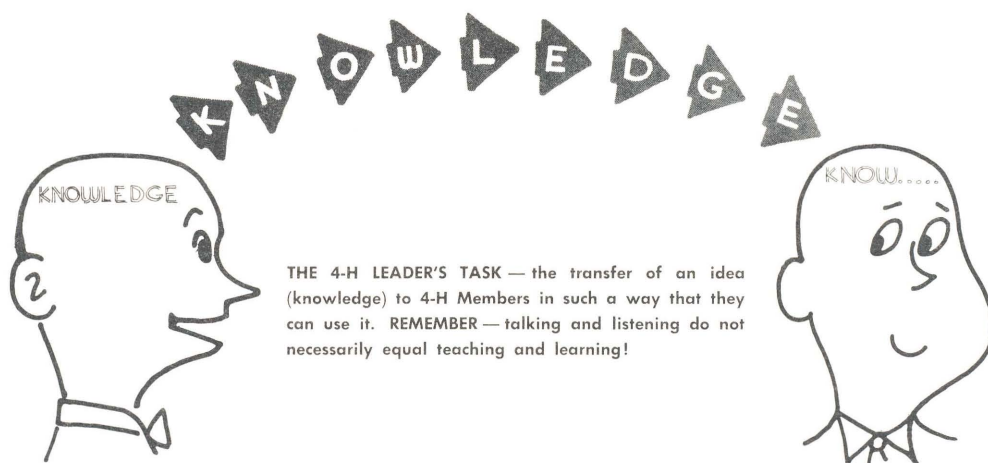 KNOWLEDGE
KNOWLEDGE
KNOW.....
THE 4-H LEADER'S TASK — the transfer of an idea
(knowledge) to 4-H Members in such a way that they
can use it. REMEMBER — talking and listening do not
necessarily equal teaching and learning!